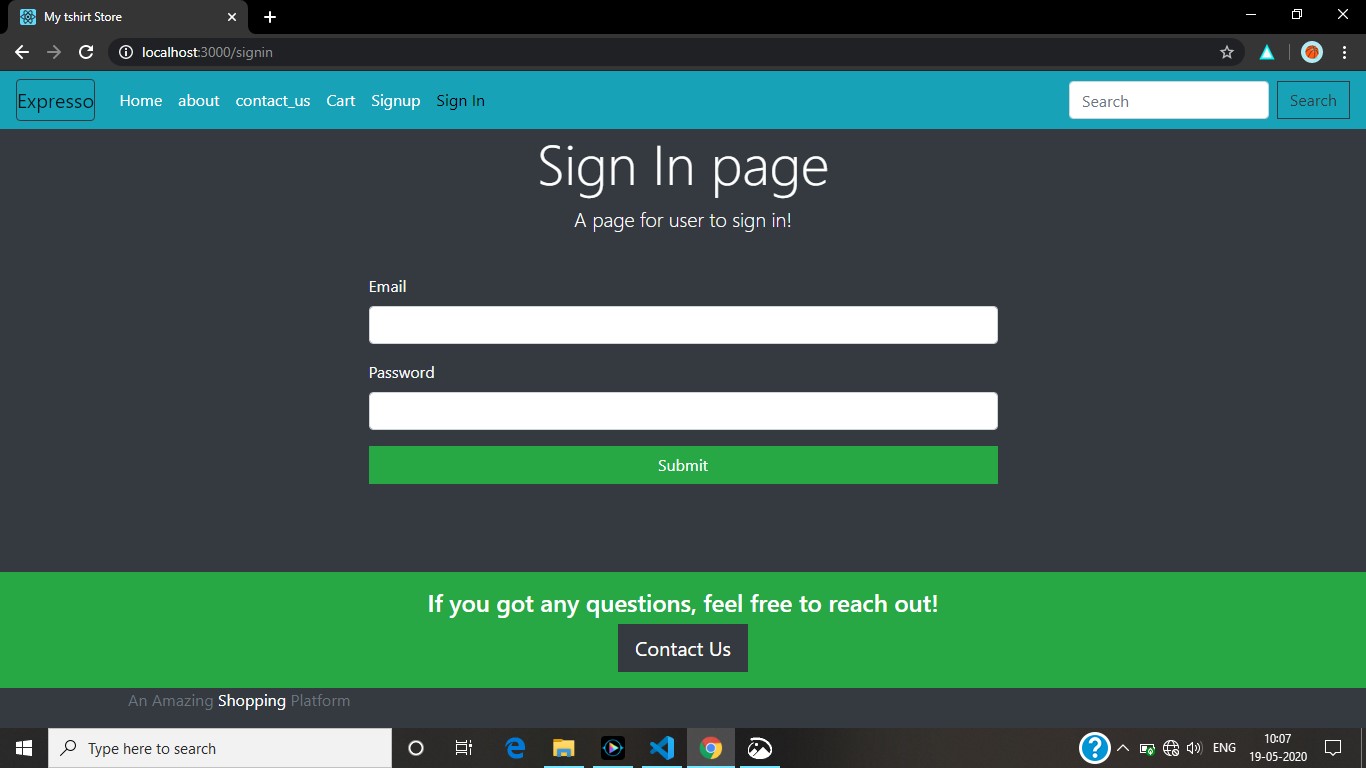 My tshirt Store
localhost:3000/signin
Expresso Home about contact_us Cart Signup Sign In Search Search
Sign In page
A page for user to sign in!
Email
Password
Submit
If you got any questions, feel free to reach out!
Contact Us
An Amazing Shopping Platform
Type here to search
ENG
10:07
19-05-2020